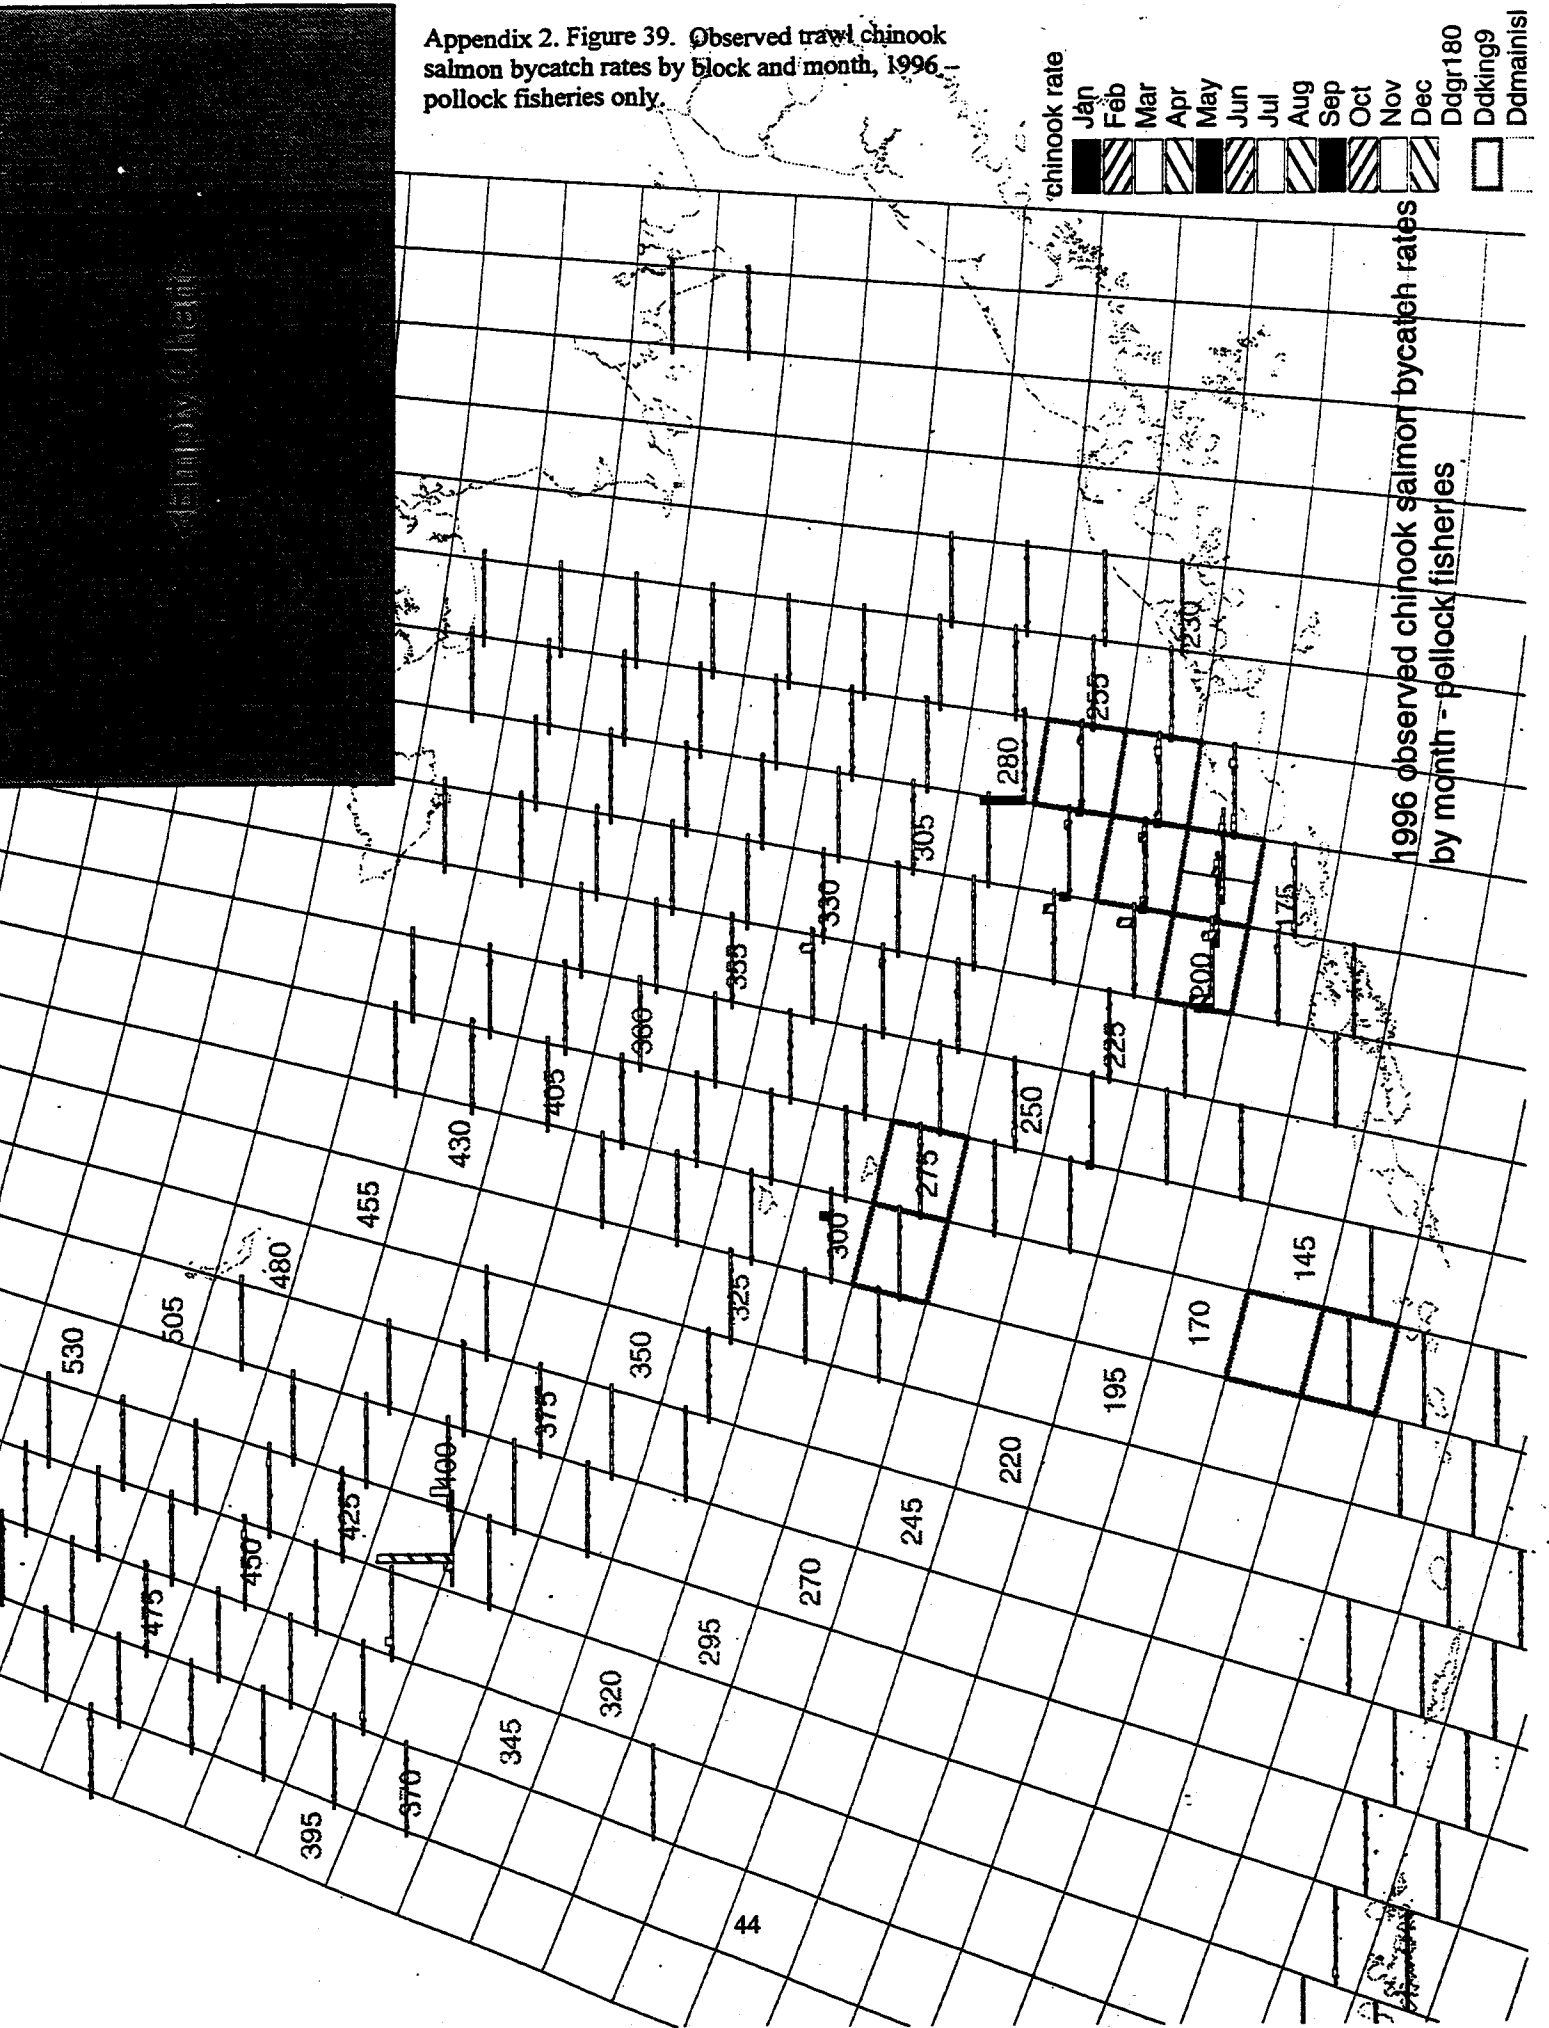 Appendix 2. Figure 39. Observed trawl chinook
salmon bycatch rates by block and month, 1996 –
pollock fisheries only.
chinook rate
Jan
Feb
Mar
Apr
May
Jun
Jul
Aug
Sep
Oct
Nov
Dec
Ddgr180
Ddking9
Ddmainisl
1996 observed chinook salmon bycatch rates
by month - pollock fisheries
<Empty Chart>
230
255
280
305
330
355
380
405
430
455
480
505
530
175
200
225
250
275
300
325
350
375
400
425
450
475
145
170
195
220
245
270
295
320
345
370
395
44